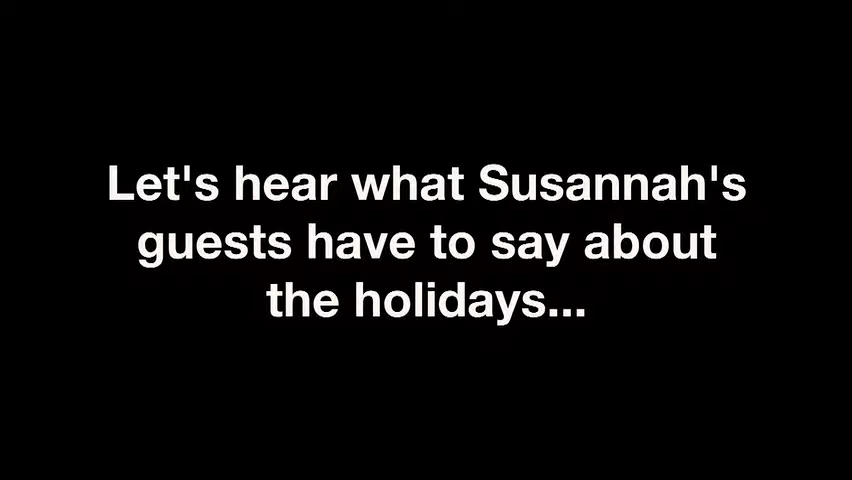 Let's hear what Susannah's
guests have to say about
the holidays...